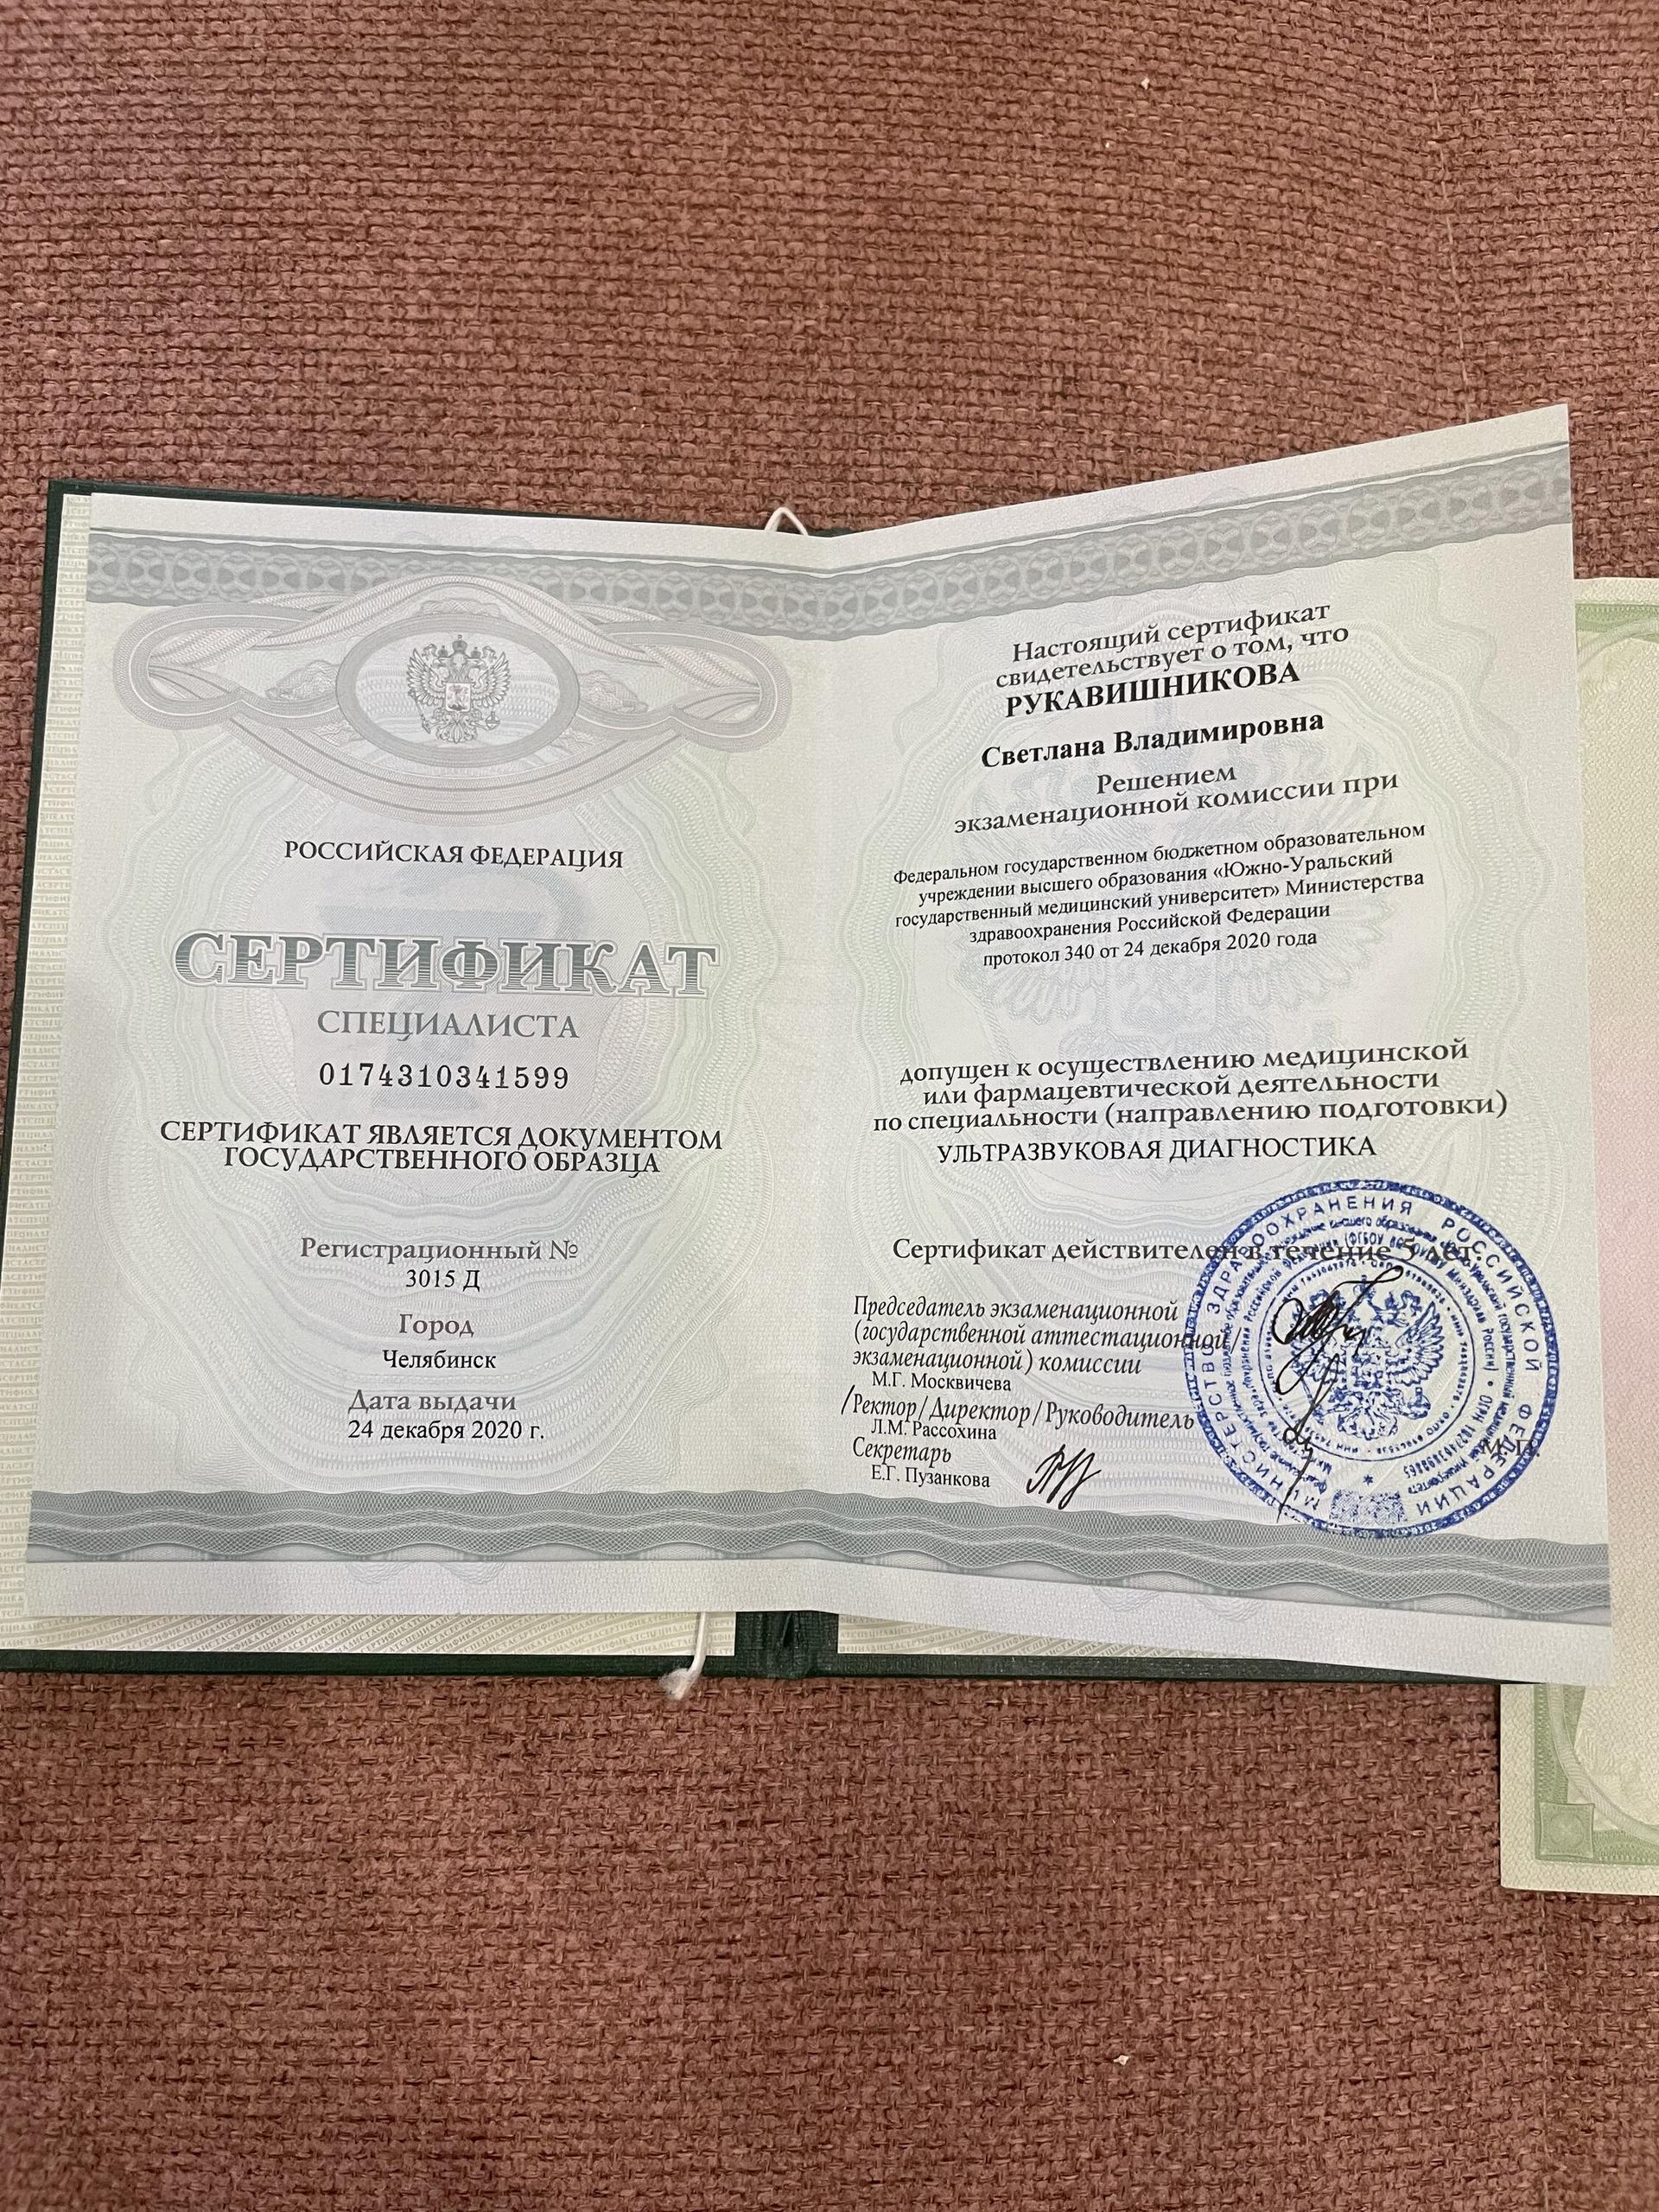 РОССИЙСКАЯ ФЕДЕРАЦИЯ
СЕРТИФИКАТ
СПЕЦИАЛИСТА
0174310341599
СЕРТИФИКАТ ЯВЛЯЕТСЯ ДОКУМЕНТОМ
ГОСУДАРСТВЕННОГО ОБРАЗЦА
Регистрационный №
3015 Д
Город
Челябинск
Дата выдачи
24 декабря 2020 г.
Настоящий сертификат
свидетельствует о том, что
РУКАВИШНИКОВА
Светлана Владимировна
Решением
экзаменационной комиссии при
Федеральном государственном бюджетном образовательном
учреждении высшего образования «Южно-Уральский
государственный медицинский университет» Министерства
здравоохранения Российской Федерации
протокол 340 от 24 декабря 2020 года
допущен к осуществлению медицинской
или фармацевтической деятельности
по специальности (направлению подготовки)
УЛЬТРАЗВУКОВАЯ ДИАГНОСТИКА
Сертификат действителен в течение 5 лет.
Председатель экзаменационной
(государственной аттестационной/
экзаменационной) комиссии
М.Г. Москвичева
/Ректор/Директор/Руководитель
Л.М. Рассохина
Секретарь
Е.Г. Пузанкова
М.П.
МИНИСТЕРСТВО ЗДРАВООХРАНЕНИЯ РОССИЙСКОЙ ФЕДЕРАЦИИ